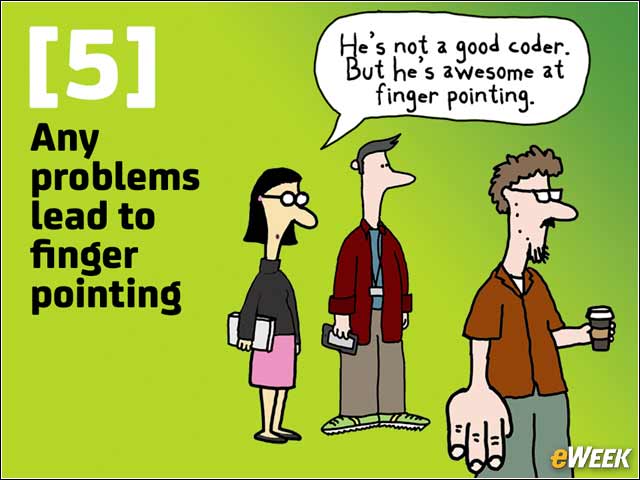 [5]
Any
problems
lead to
finger
pointing
He's not a good coder.
But he's awesome at
finger pointing.
eWEEK